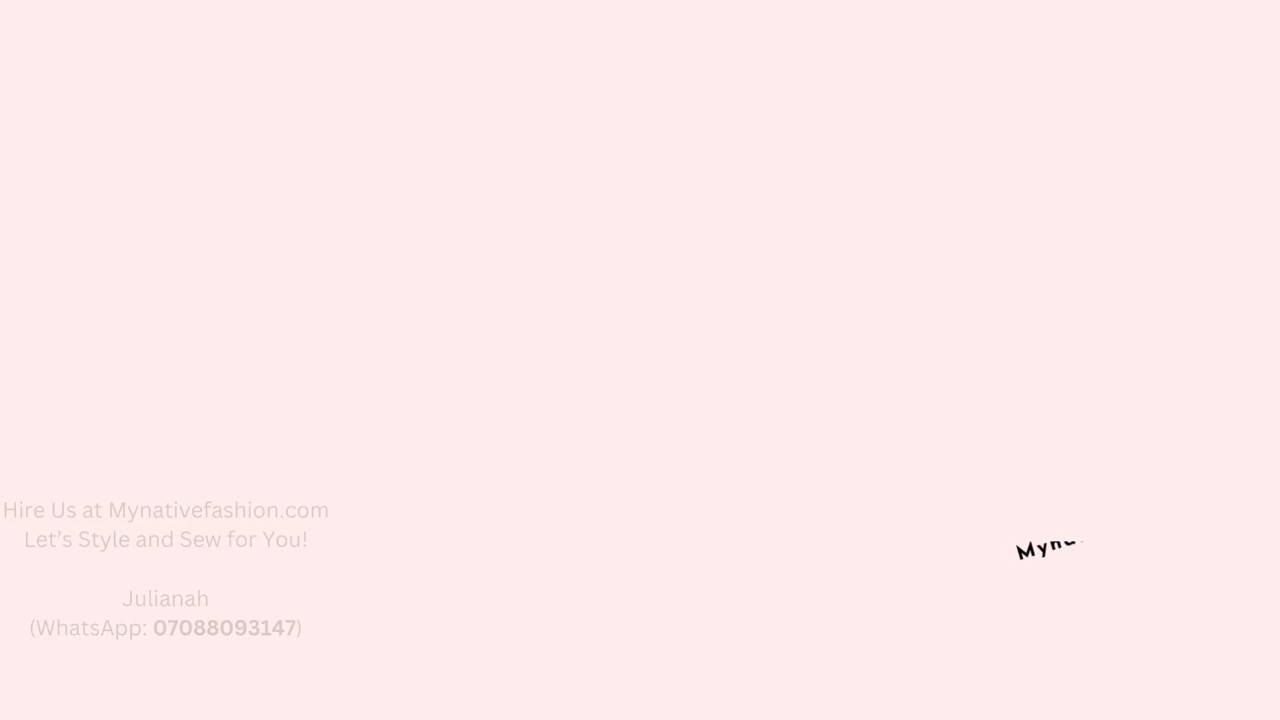 Hire Us at Mynativefashion.com
Let’s Style and Sew for You!
Julianah
(WhatsApp: 07088093147)